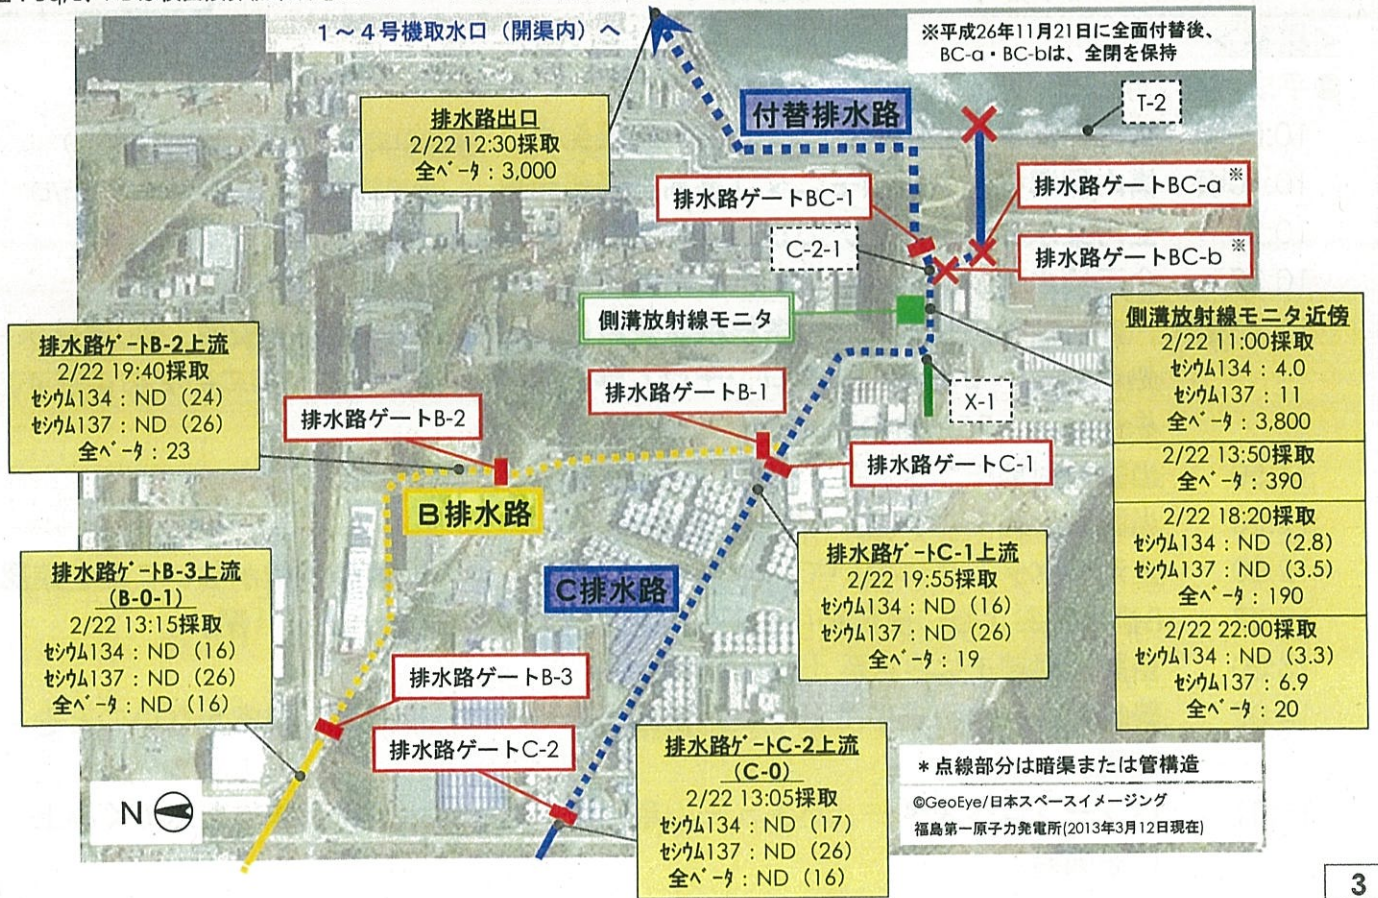 1～4号機取水口（開渠内）へ
※平成26年11月21日に全面付替後、
BC-a・BC-bは、全閉を保持
排水路出口
2/22 12:30採取
全ﾍﾞｰﾀ：3,000
付替排水路
T-2
排水路ゲートBC-1
排水路ゲートBC-a※
C-2-1
排水路ゲートBC-b※
側溝放射線モニタ
側溝放射線モニタ近傍
2/22 11:00採取
ｾｼｳﾑ134：4.0
ｾｼｳﾑ137：11
全ﾍﾞｰﾀ：3,800
2/22 13:50採取
全ﾍﾞｰﾀ：390
2/22 18:20採取
ｾｼｳﾑ134：ND（2.8）
ｾｼｳﾑ137：ND（3.5）
全ﾍﾞｰﾀ：190
2/22 22:00採取
ｾｼｳﾑ134：ND（3.3）
ｾｼｳﾑ137：6.9
全ﾍﾞｰﾀ：20
排水路ｹﾞｰﾄB-2上流
2/22 19:40採取
ｾｼｳﾑ134：ND（24）
ｾｼｳﾑ137：ND（26）
全ﾍﾞｰﾀ：23
排水路ゲートB-2
排水路ゲートB-1
X-1
排水路ゲートC-1
B排水路
排水路ｹﾞｰﾄB-3上流
（B-0-1）
2/22 13:15採取
ｾｼｳﾑ134：ND（16）
ｾｼｳﾑ137：ND（26）
全ﾍﾞｰﾀ：ND（16）
C排水路
排水路ｹﾞｰﾄC-1上流
2/22 19:55採取
ｾｼｳﾑ134：ND（16）
ｾｼｳﾑ137：ND（26）
全ﾍﾞｰﾀ：19
排水路ゲートB-3
排水路ゲートC-2
排水路ｹﾞｰﾄC-2上流
（C-0）
2/22 13:05採取
ｾｼｳﾑ134：ND（17）
ｾｼｳﾑ137：ND（26）
全ﾍﾞｰﾀ：ND（16）
N
＊点線部分は暗渠または管構造
©GeoEye/日本スペースイメージング
福島第一原子力発電所(2013年3月12日現在)
3